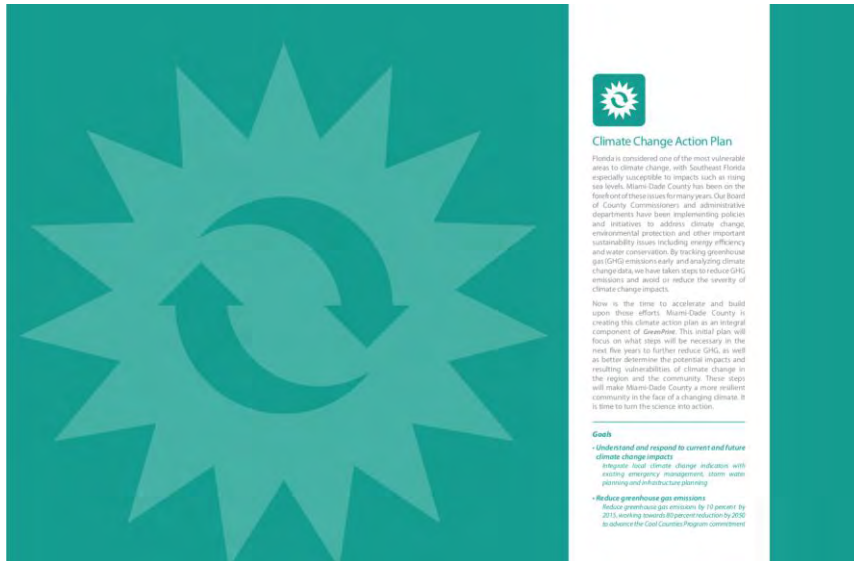 Climate Change Action Plan
Florida is considered one of the most vulnerable
areas to climate change, with Southeast Florida
especially susceptible to impacts such as rising
sea levels. Miami-Dade County has been on the
forefront of these issues for many years. Our Board
of County Commissioners and administrative
departments have been implementing policies
and initiatives to address climate change,
environmental protection and other important
sustainability issues including energy efficiency
and water conservation. By tracking greenhouse
gas (GHG) emissions early and analyzing climate
change data, we have taken steps to reduce GHG
emissions and avoid or reduce the severity of
climate change impacts.
Now is the time to accelerate and build
upon those efforts. Miami-Dade County is
creating this climate action plan as an integral
component of GreenPrint. This initial plan will
focus on what steps will be necessary in the
next five years to further reduce GHG, as well
as better determine the potential impacts and
resulting vulnerabilities of climate change in
the region and the community. These steps
will make Miami-Dade County a more resilient
community in the face of a changing climate. It
is time to turn the science into action.
Goals
• Understand and respond to current and future
climate change impacts
Integrate local climate change indicators with
existing emergency management, storm water
planning and infrastructure planning
• Reduce greenhouse gas emissions
Reduce greenhouse gas emissions by 10 percent by
2015, working towards 80 percent reduction by 2050
to advance the Cool Counties Program commitment